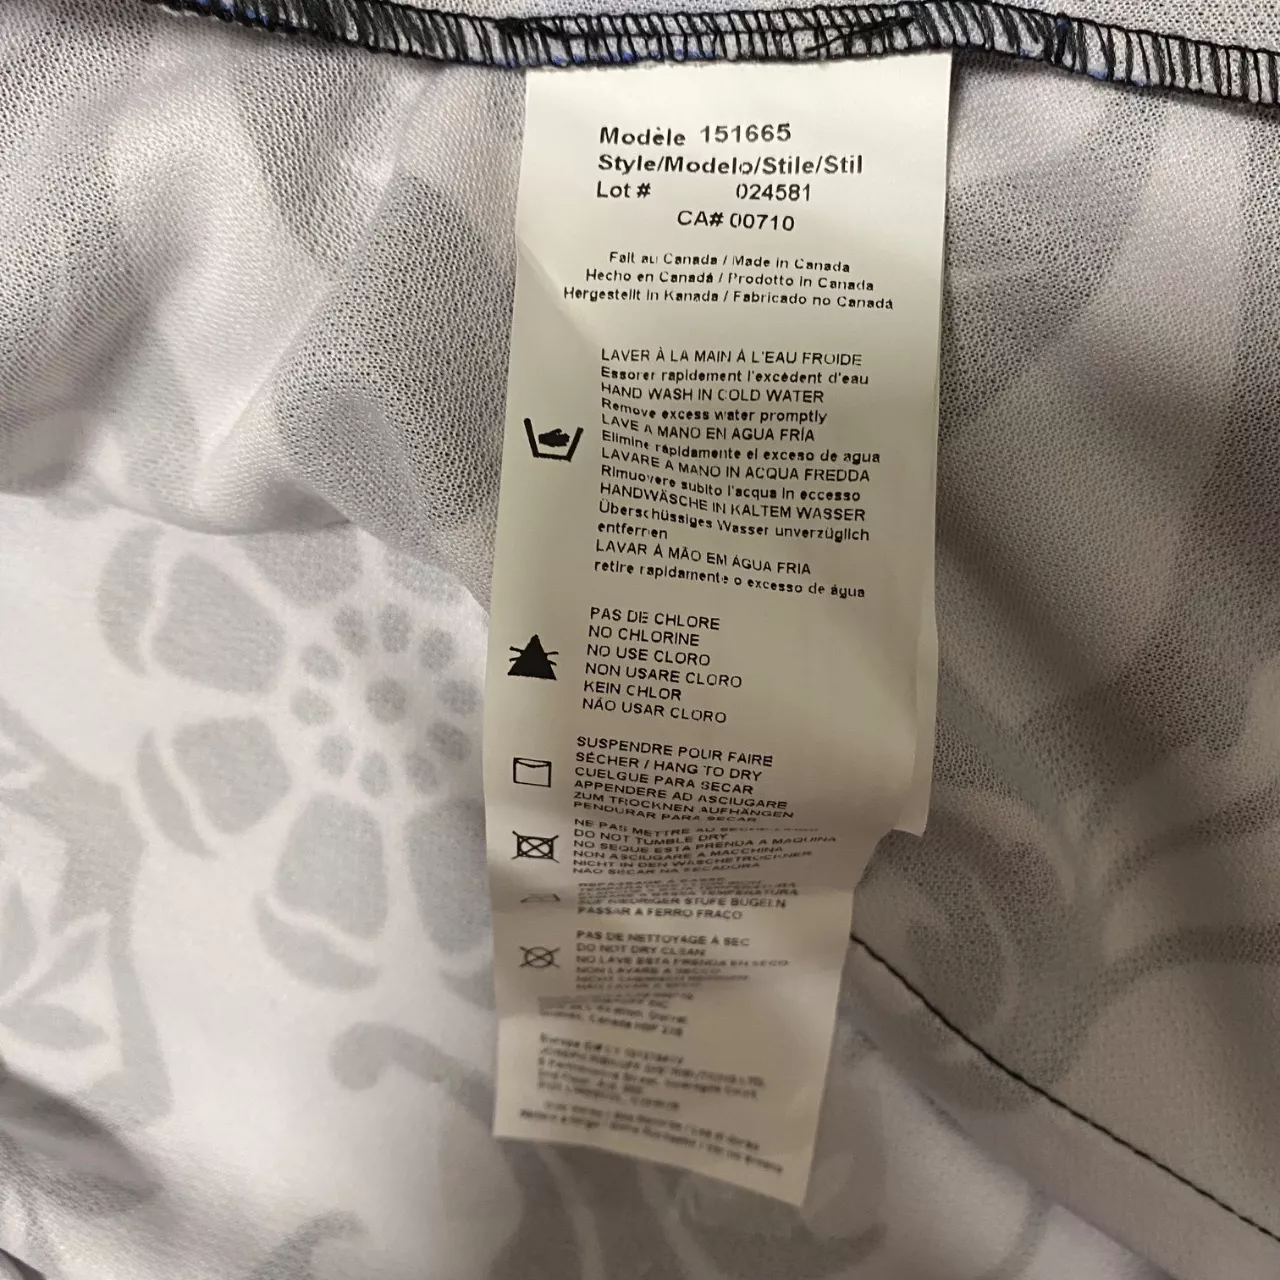 Modèle 151665
Style/Modelo/Stile/Stil
Lot # 024581
CA# 00710
Fait au Canada / Made in Canada
Hecho en Canadá / Prodotto in Canada
Hergestellt in Kanada / Fabricado no Canadá
LAVER À LA MAIN À L'EAU FROIDE
Essorer rapidement l'excédent d'eau
HAND WASH IN COLD WATER
Remove excess water promptly
LAVE A MANO EN AGUA FRÍA
Elimine rápidamente el exceso de agua
LAVARE A MANO IN ACQUA FREDDA
Rimuovere subito l'acqua in eccesso
HANDWÄSCHE IN KALTEM WASSER
Überschüssiges Wasser unverzüglich
entfernen
LAVAR À MÃO EM ÁGUA FRIA
retire rapidamente o excesso de água
PAS DE CHLORE
NO CHLORINE
NO USE CLORO
NON USARE CLORO
KEIN CHLOR
NÃO USAR CLORO
SUSPENDRE POUR FAIRE
SÉCHER / HANG TO DRY
CUELGUE PARA SECAR
APPENDERE AD ASCIUGARE
ZUM TROCKNEN AUFHÄNGEN
PENDURAR PARA SECAR
NE PAS METTRE AU
DO NOT TUMBLE DRY
NO SEQUE ESTA PRENDA A MAQUINA
NON ASCIUGARE A MACCHINA
NICHT IN DEN WÄSCHETROCKNER
NÃO SECAR NA SECADORA
STUFE BÜGELN
PASSAR A FERRO FRACO
PAS DE NETTOYAGE À SEC
DO NOT DRY CLEAN
NO LAVE ESTA PRENDA EN SECO
NON LAVARE A SECCO